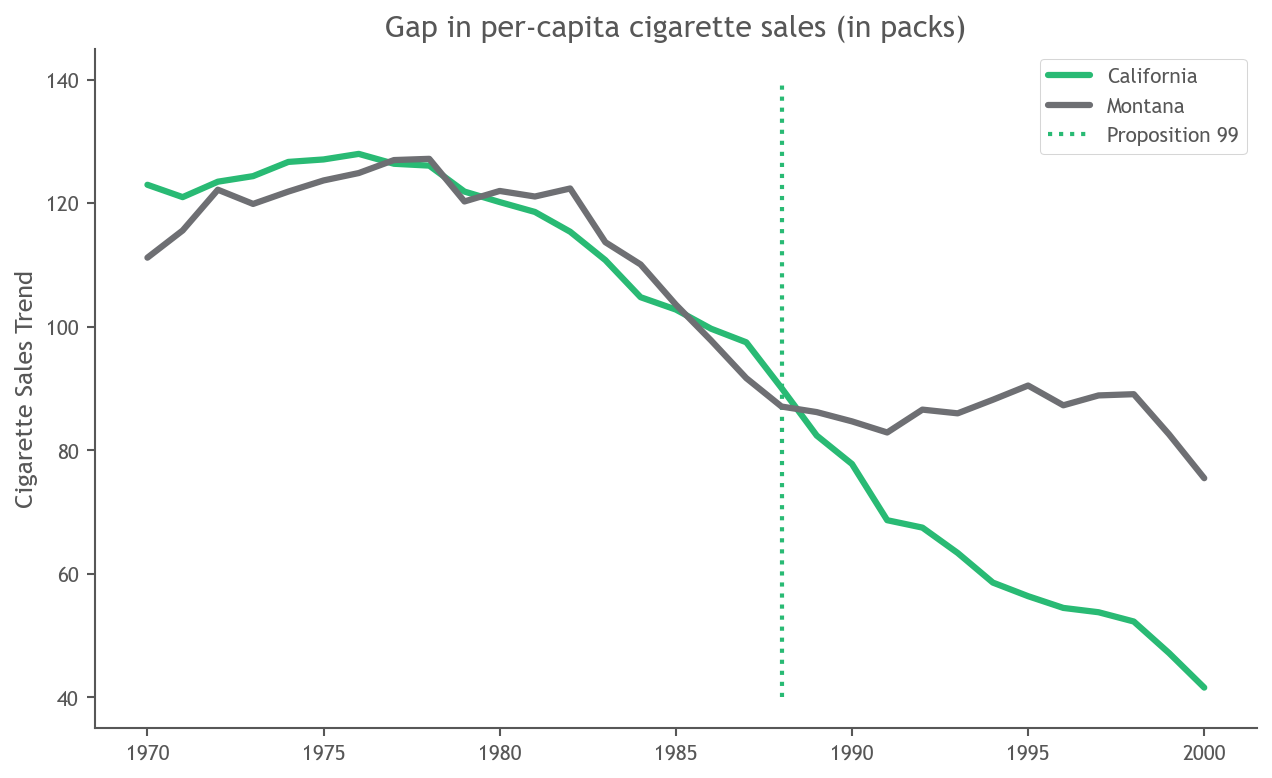 Gap in per-capita cigarette sales (in packs)
California
Montana
Proposition 99
Cigarette Sales Trend
140
120
100
80
60
40
1970
1975
1980
1985
1990
1995
2000